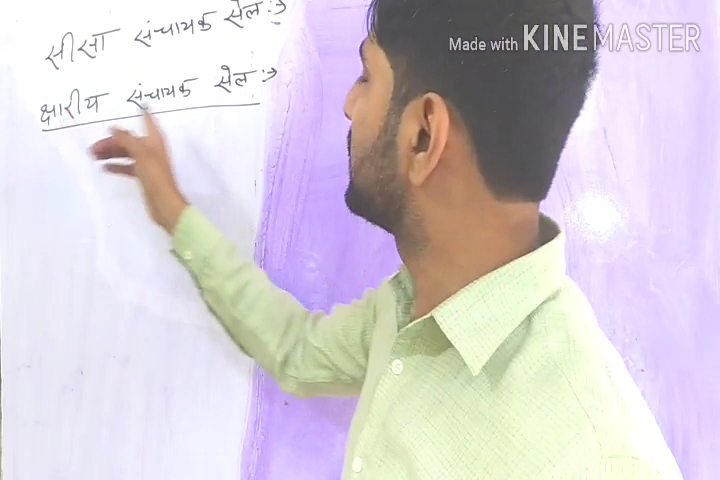 सीसा संचायक सेल :->
Made with KINEMASTER
क्षारीय संचायक सेल :->